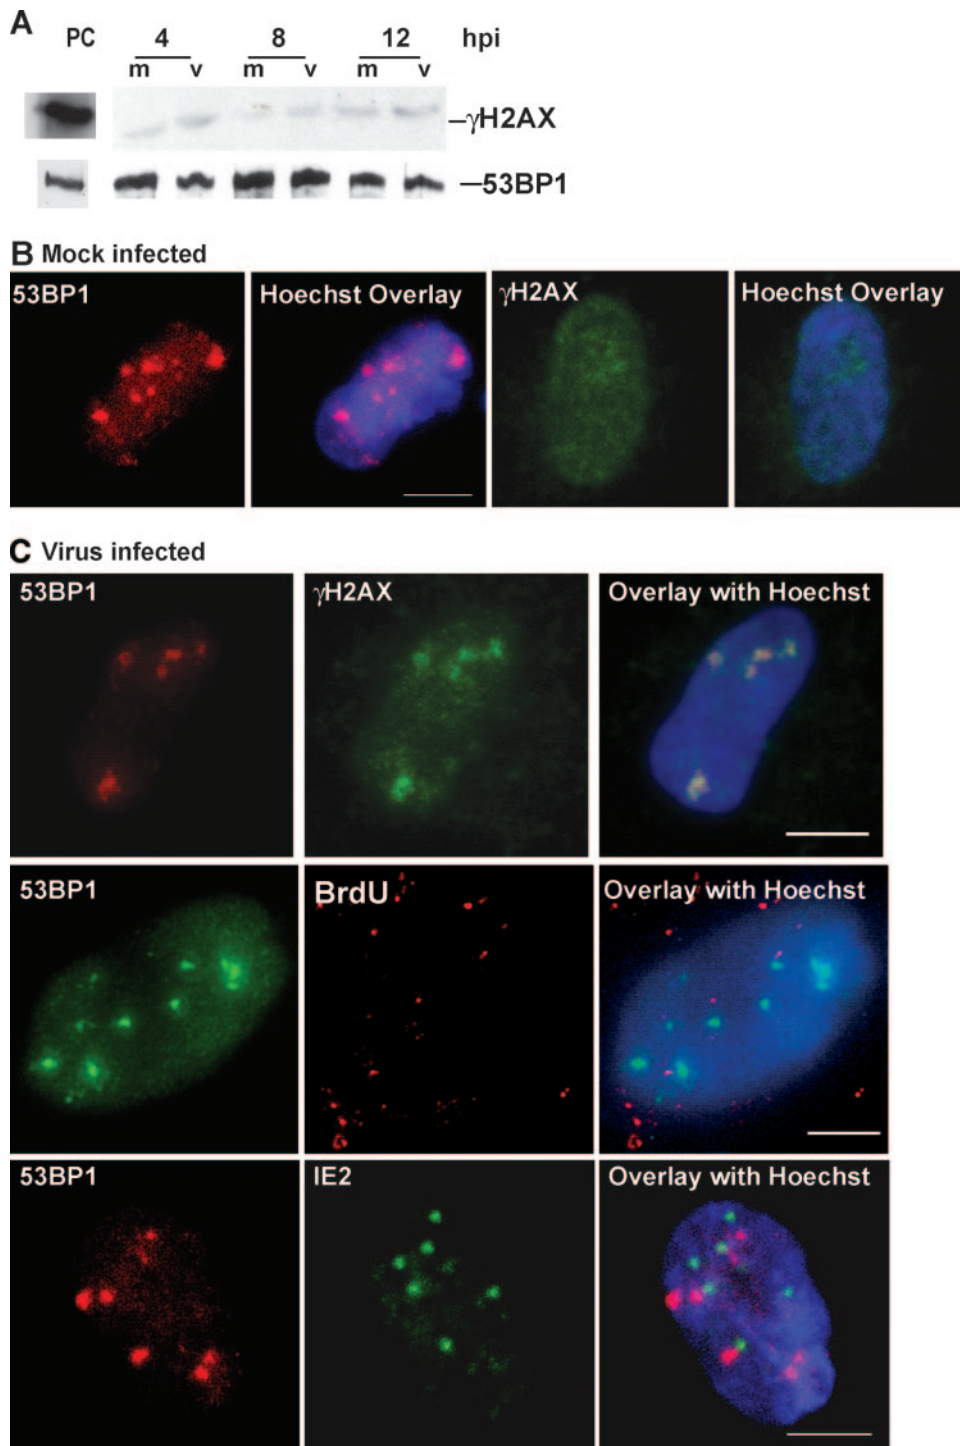 A
PC 4 8 12 hpi
m v m v m v
γH2AX
53BP1
B Mock infected
53BP1 Hoechst Overlay γH2AX Hoechst Overlay
C Virus infected
53BP1 γH2AX Overlay with Hoechst
53BP1 BrdU Overlay with Hoechst
53BP1 IE2 Overlay with Hoechst